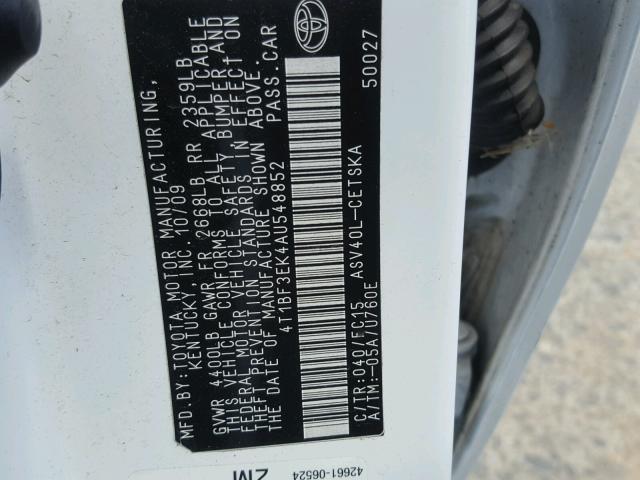 MFD.BY:TOYOTA MOTOR MANUFACTURING,
KENTUCKY, INC. 10/09
GVWR 4400LB GAWR FR 2668LB RR 2359LB
THIS VEHICLE CONFORMS TO ALL APPLICABLE
FEDERAL MOTOR VEHICLE SAFETY, BUMPER, AND
THEFT PREVENTION STANDARDS IN EFFECT ON
THE DATE OF MANUFACTURE SHOWN ABOVE.
4T1BF3EK4AU548852 PASS.CAR
C/TR:040/FC15 ASV40L-CETSKA
A/TM:-05A/U760E
50027
42661-06524
ZM